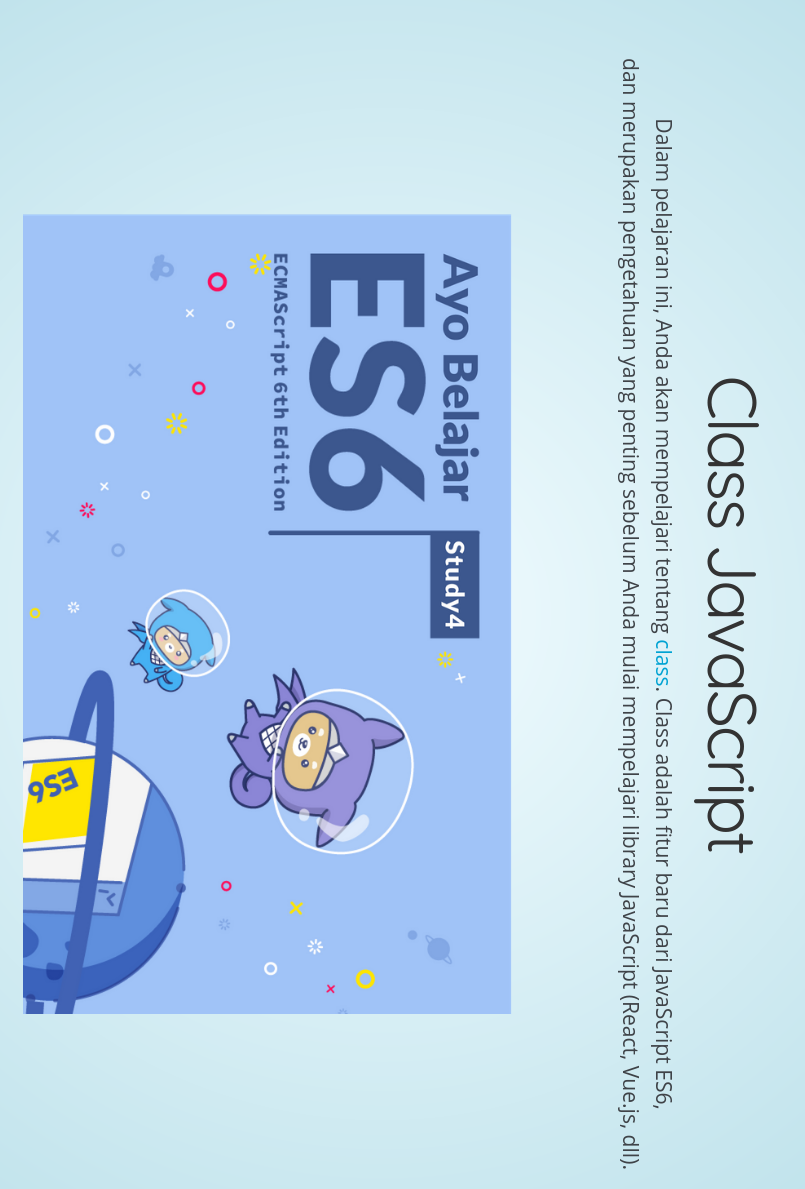 Class JavaScript
Dalam pelajaran ini, Anda akan mempelajari tentang class. Class adalah fitur baru dari JavaScript ES6,
dan merupakan pengetahuan yang penting sebelum Anda mulai mempelajari library JavaScript (React, Vue.js, dll).
Ayo Belajar
Study4
ES6
ECMAScript 6th Edition
ES6